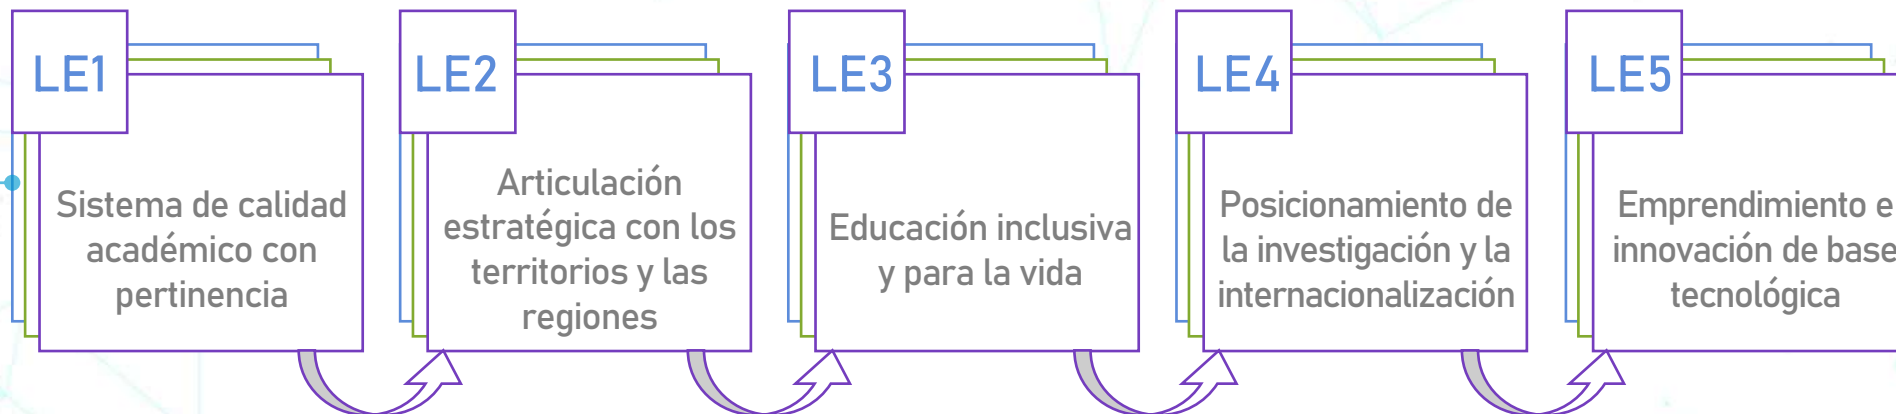 LE1
Sistema de calidad
académico con
pertinencia
LE2
Articulación
estratégica con los
territorios y las
regiones
LE3
Educación inclusiva
y para la vida
LE4
Posicionamiento de
la investigación y la
internacionalización
LE5
Emprendimiento e
innovación de base
tecnológica